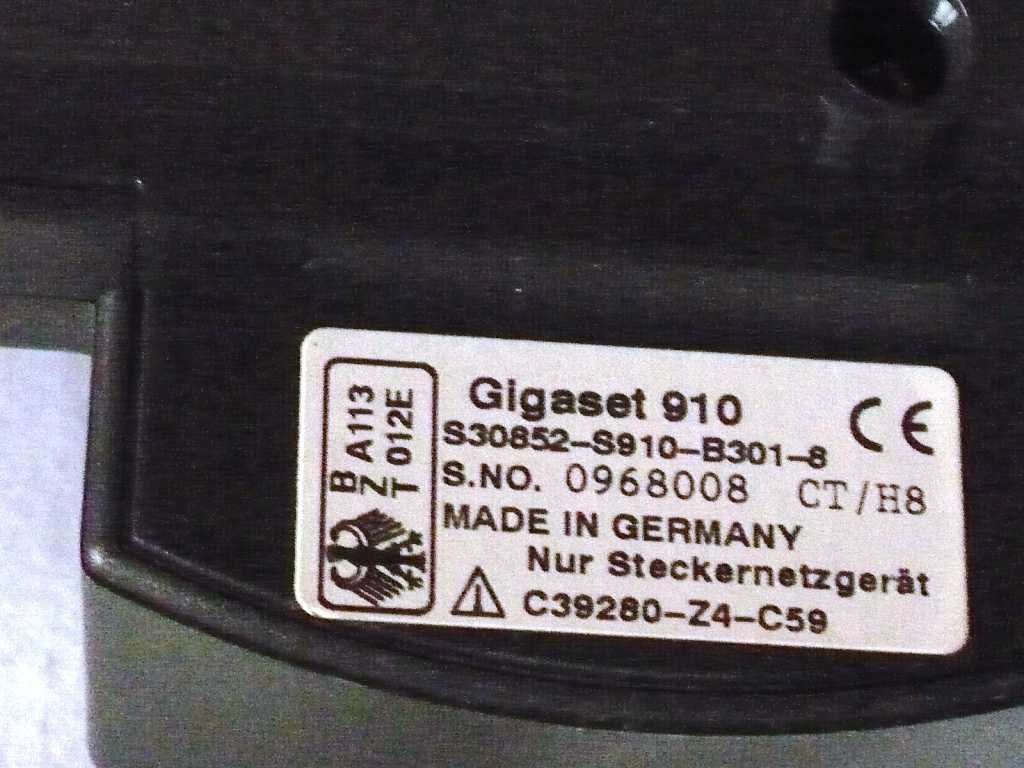 BZT
A113
012E
Gigaset 910
S30852-S910-B301-8
CE
S.NO. 0968008 CT/H8
MADE IN GERMANY
Nur Steckernetzgerät
C39280-Z4-C59